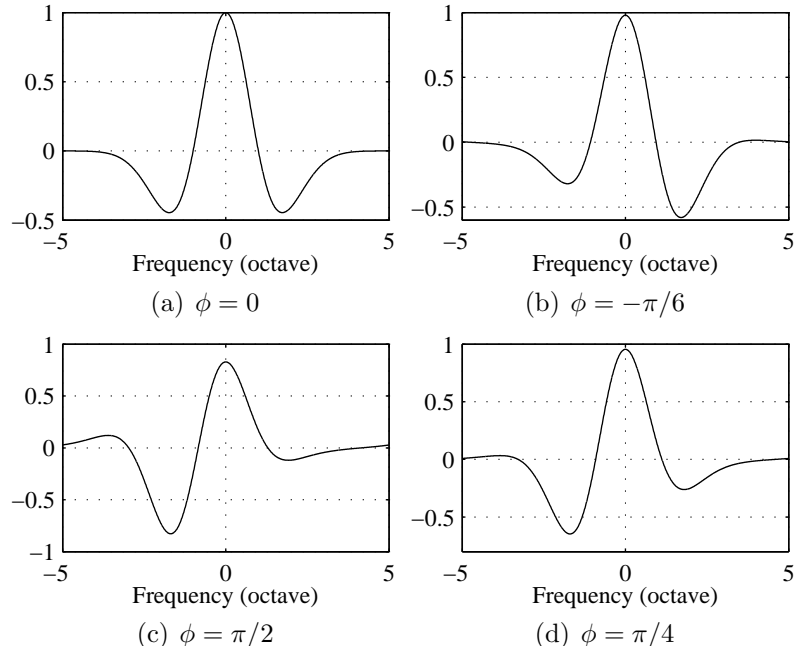 1
0.5
0
−0.5
−5 0 5
Frequency (octave)
(a) ϕ = 0
1
0.5
0
−0.5
−5 0 5
Frequency (octave)
(b) ϕ = −π/6
1
0.5
0
−0.5
−1
−5 0 5
Frequency (octave)
(c) ϕ = π/2
1
0.5
0
−0.5
−5 0 5
Frequency (octave)
(d) ϕ = π/4